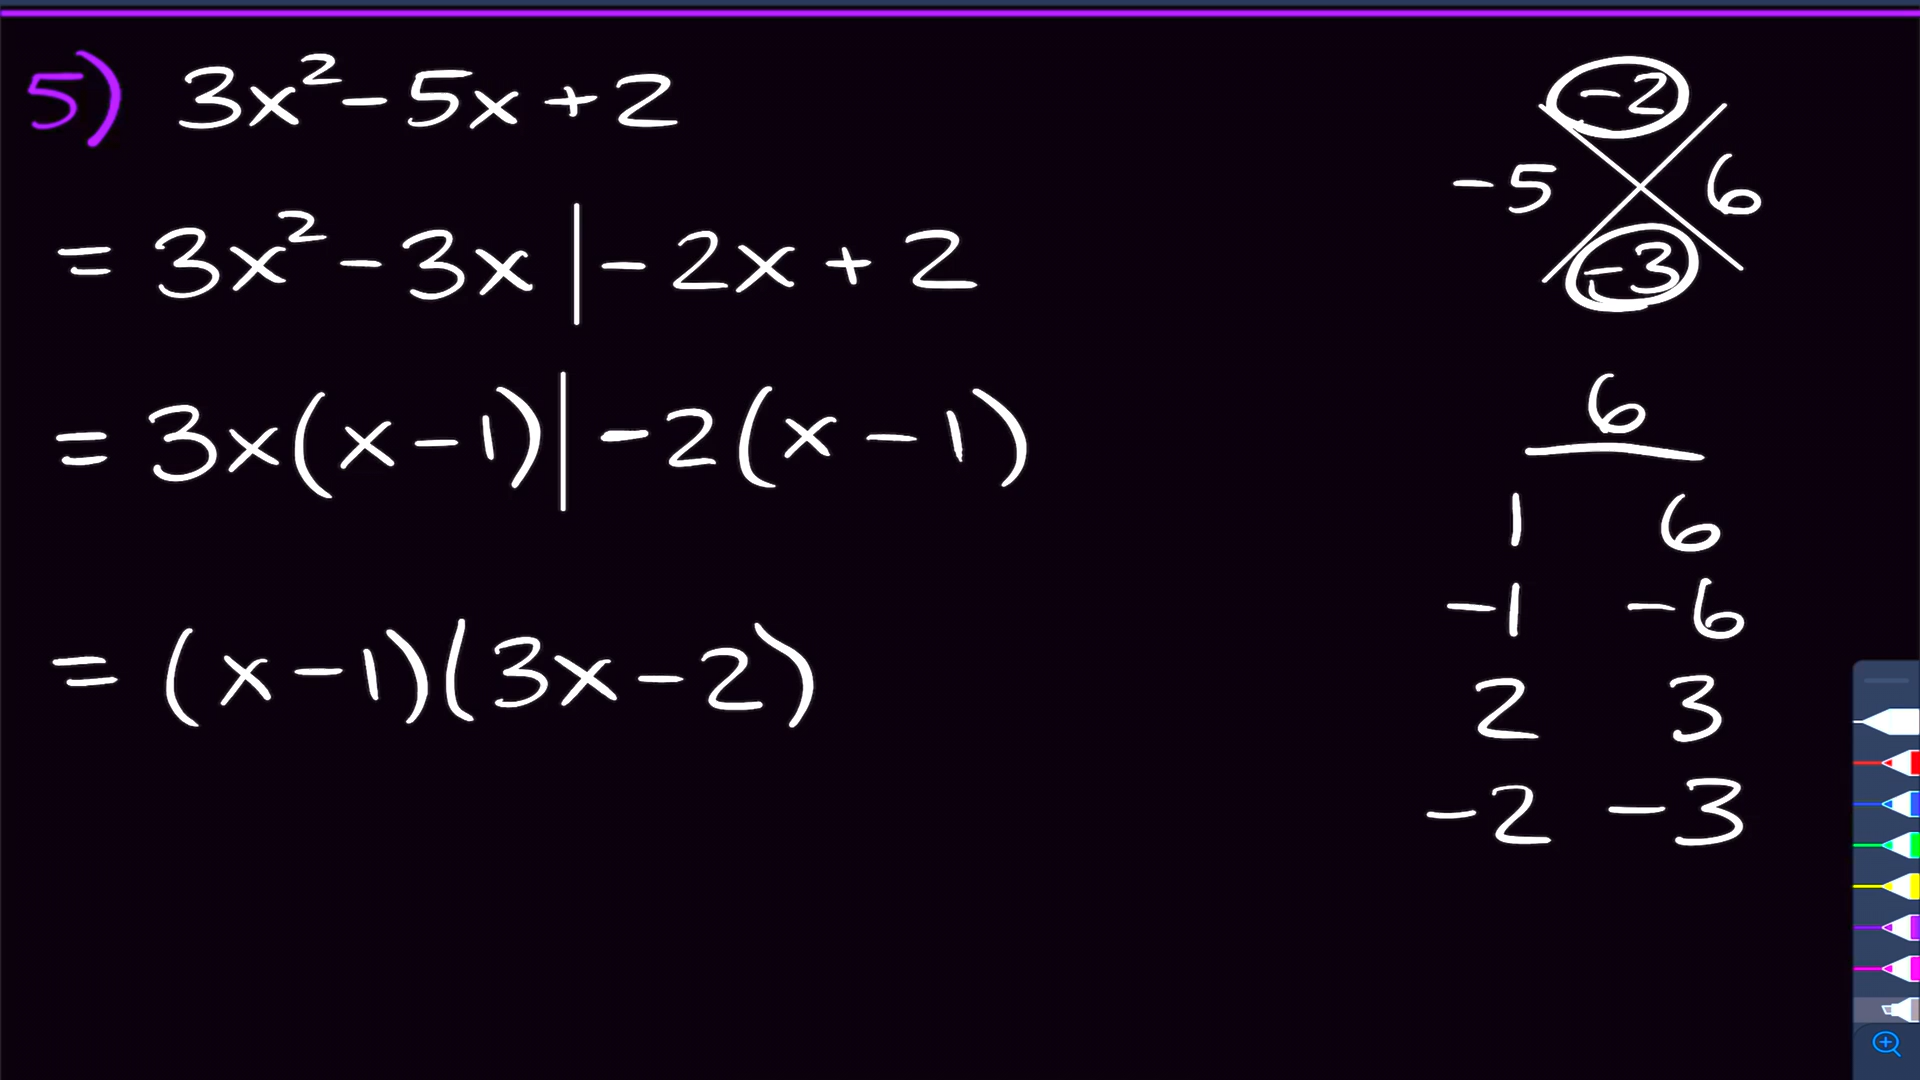 5) 3x² - 5x + 2
= 3x² - 3x | - 2x + 2
= 3x(x - 1) | - 2(x - 1)
= (x - 1)(3x - 2)
-2
-5 6
-3
6
1 6
-1 -6
2 3
-2 -3